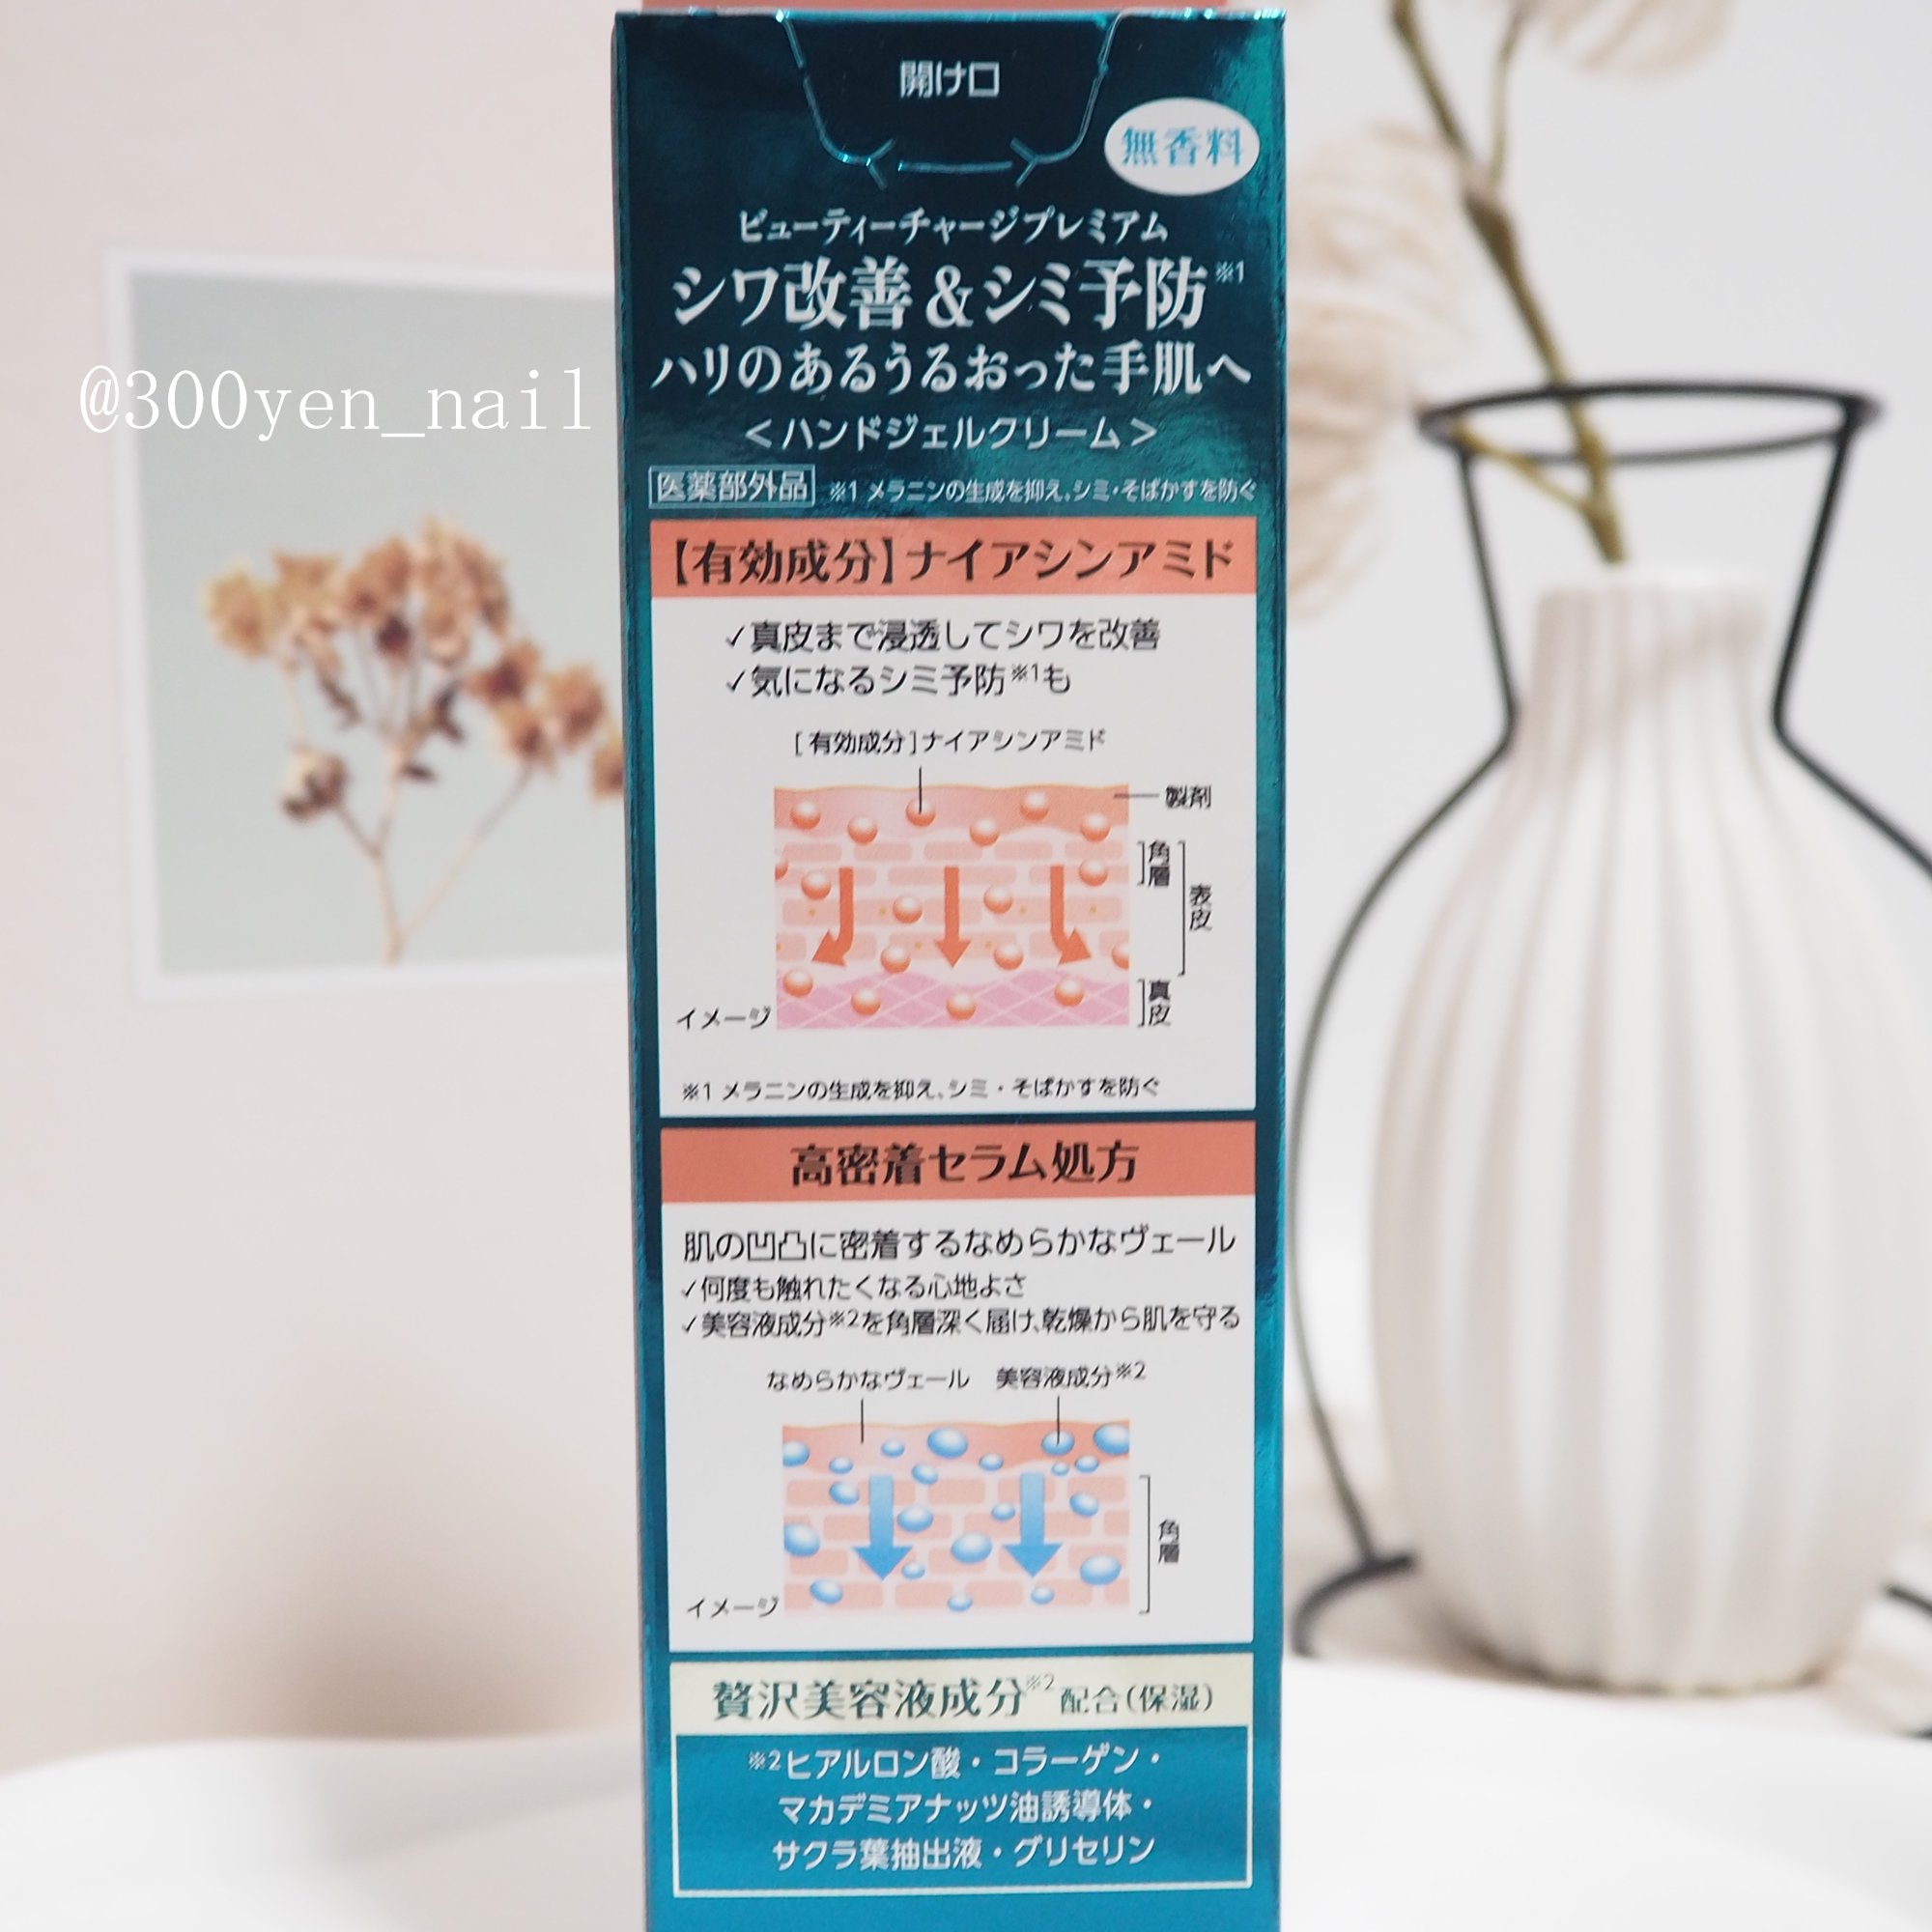 開け口
無香料
ビューティーチャージプレミアム
シワ改善&シミ予防※1
ハリのあるうるおった手肌へ
@300yen_nail
<ハンドジェルクリーム>
医薬部外品 ※1 メラニンの生成を抑え、シミ・そばかすを防ぐ
【有効成分】ナイアシンアミド
✓真皮まで浸透してシワを改善
✓気になるシミ予防※1も
[有効成分]ナイアシンアミド
製剤
角層
表皮
真皮
イメージ
※1 メラニンの生成を抑え、シミ・そばかすを防ぐ
高密着セラム処方
肌の凹凸に密着するなめらかなヴェール
✓何度も触れたくなる心地よさ
✓美容液成分※2を角層深く届け、乾燥から肌を守る
なめらかなヴェール 美容液成分※2
角層
イメージ
贅沢美容液成分※2配合(保湿)
※2ヒアルロン酸・コラーゲン・
マカデミアナッツ油誘導体・
サクラ葉抽出液・グリセリン